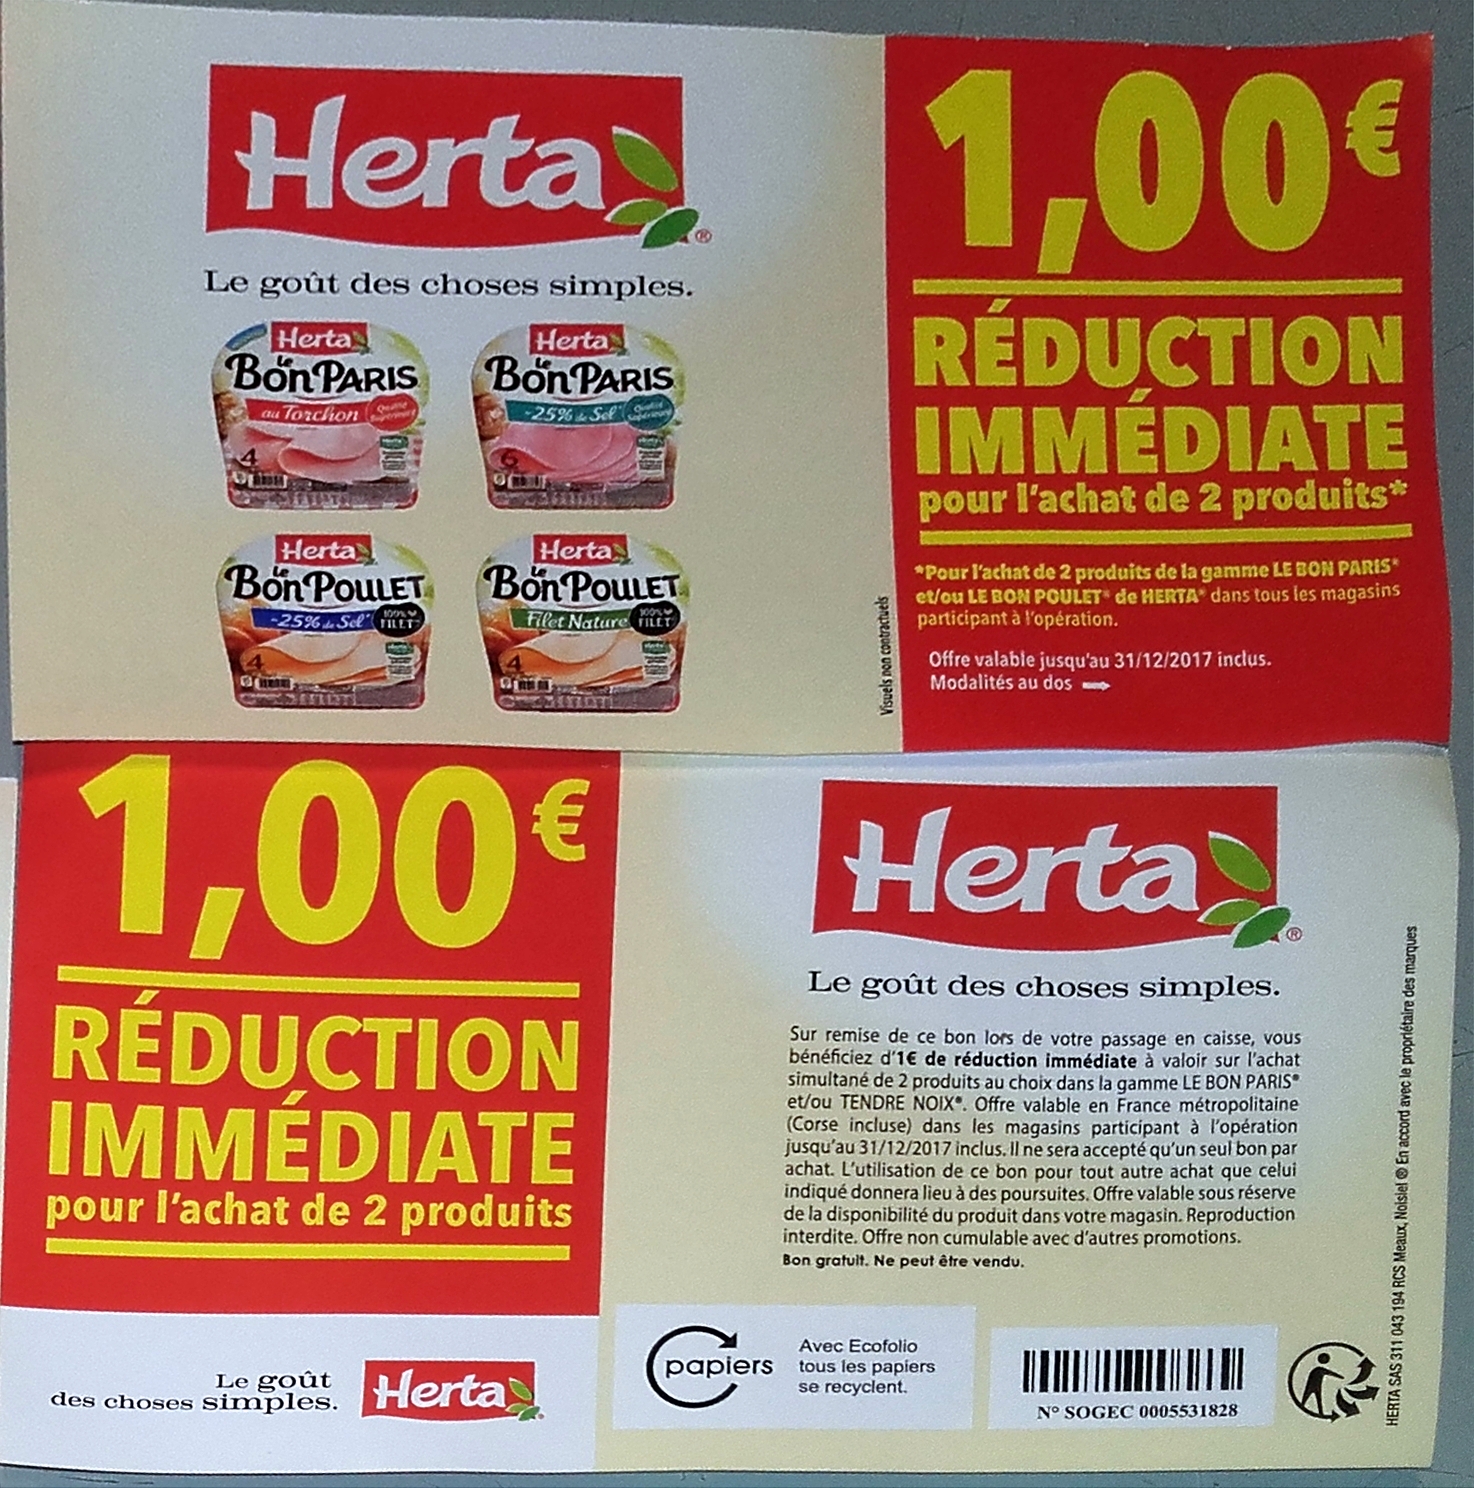 Herta®
Le goût des choses simples.
Herta
Le
Bon PARIS
au Torchon
Qualité
Supérieure
4
Herta
Le
Bon PARIS
-25% de Sel
Qualité
Supérieure
6
Herta
Le
Bon POULET
-25% de Sel
100%
FILET
4
Herta
Le
Bon POULET
Filet Nature
100%
FILET
4
Visuels non contractuels
1,00€
RÉDUCTION
IMMÉDIATE
pour l'achat de 2 produits*
*Pour l'achat de 2 produits de la gamme LE BON PARIS®
et/ou LE BON POULET® de HERTA® dans tous les magasins
participant à l'opération.
Offre valable jusqu'au 31/12/2017 inclus.
Modalités au dos
1,00€
RÉDUCTION
IMMÉDIATE
pour l'achat de 2 produits
Le goût
des choses simples.
Herta
Herta®
Le goût des choses simples.
Sur remise de ce bon lors de votre passage en caisse, vous
bénéficiez d'1€ de réduction immédiate à valoir sur l'achat
simultané de 2 produits au choix dans la gamme LE BON PARIS®
et/ou TENDRE NOIX®. Offre valable en France métropolitaine
(Corse incluse) dans les magasins participant à l'opération
jusqu'au 31/12/2017 inclus. Il ne sera accepté qu'un seul bon par
achat. L'utilisation de ce bon pour tout autre achat que celui
indiqué donnera lieu à des poursuites. Offre valable sous réserve
de la disponibilité du produit dans votre magasin. Reproduction
interdite. Offre non cumulable avec d'autres promotions.
Bon gratuit. Ne peut être vendu.
papiers
Avec Ecofolio
tous les papiers
se recyclent.
N° SOGEC 0005531828
HERTA SAS 311 043 194 RCS Meaux, Noisiel ® En accord avec le propriétaire des marques